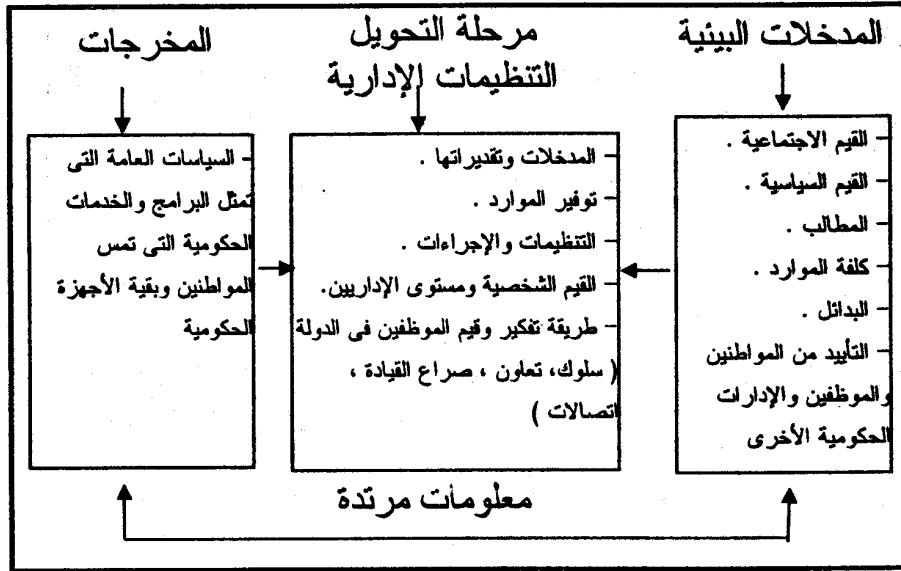 المدخلات البيئية
- القيم الاجتماعية .
- القيم السياسية .
- المطالب .
- كلفة الموارد .
- البدائل .
- التأييد من المواطنين
والموظفين والإدارات
الحكومية الأخرى
مرحلة التحويل
التنظيمات الإدارية
- المدخلات وتقديراتها .
- توفير الموارد .
- التنظيمات والإجراءات .
- القيم الشخصية ومستوى الإداريين.
- طريقة تفكير وقيم الموظفين فى الدولة
( سلوك، تعاون ، صراع القيادة ،
اتصالات )
المخرجات
- السياسات العامة التى
تمثل البرامج والخدمات
الحكومية التى تمس
المواطنين وبقية الأجهزة
الحكومية
معلومات مرتدة